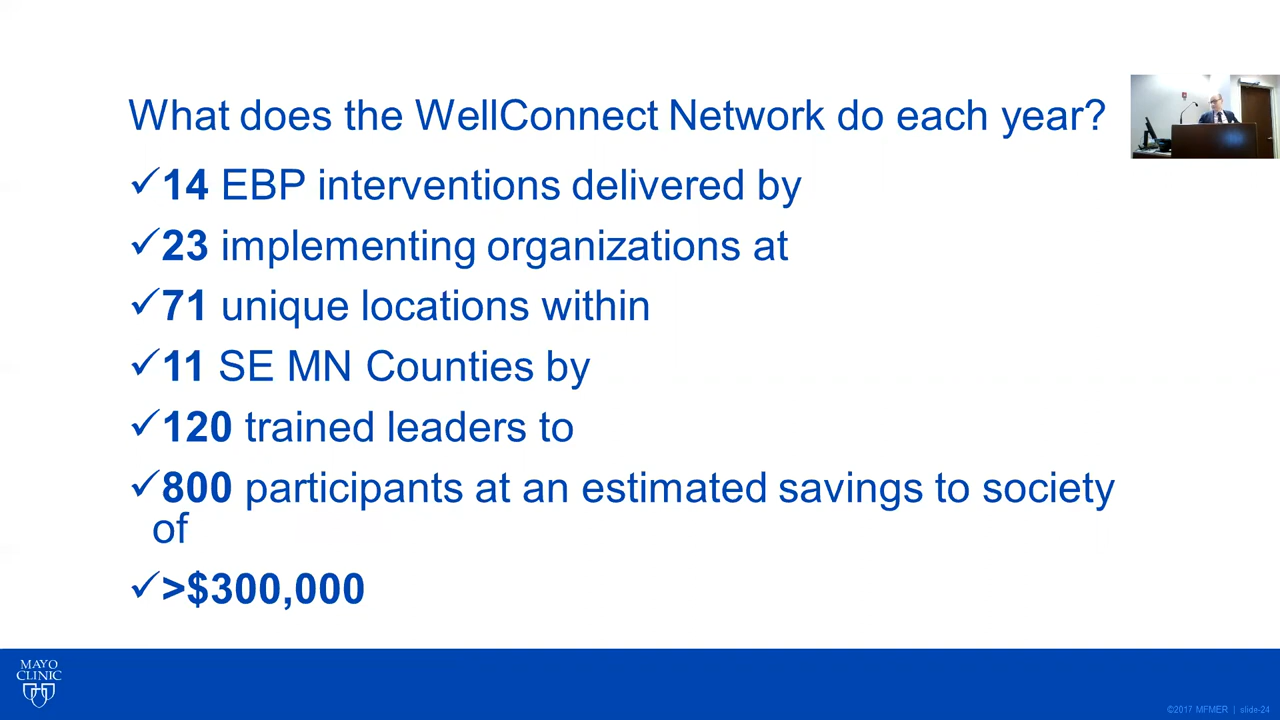 What does the WellConnect Network do each year?
✓14 EBP interventions delivered by
✓23 implementing organizations at
✓71 unique locations within
✓11 SE MN Counties by
✓120 trained leaders to
✓800 participants at an estimated savings to society
of
✓>$300,000
MAYO
CLINIC
©2017 MFMER | slide-24